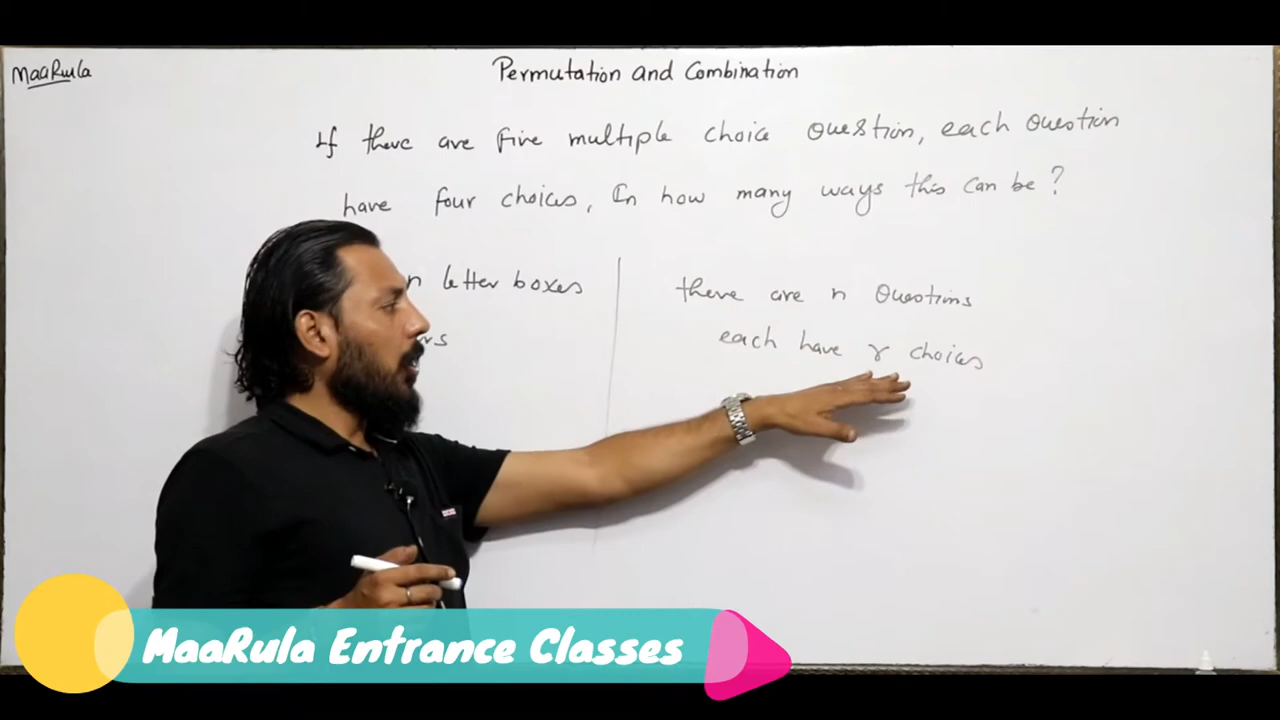 MaaRula
Permutation and Combination
If there are five multiple choice Question, each Question
have four choices, In how many ways this can be?
n letter boxes
there are n Questions
each have r choices
MaaRula Entrance Classes